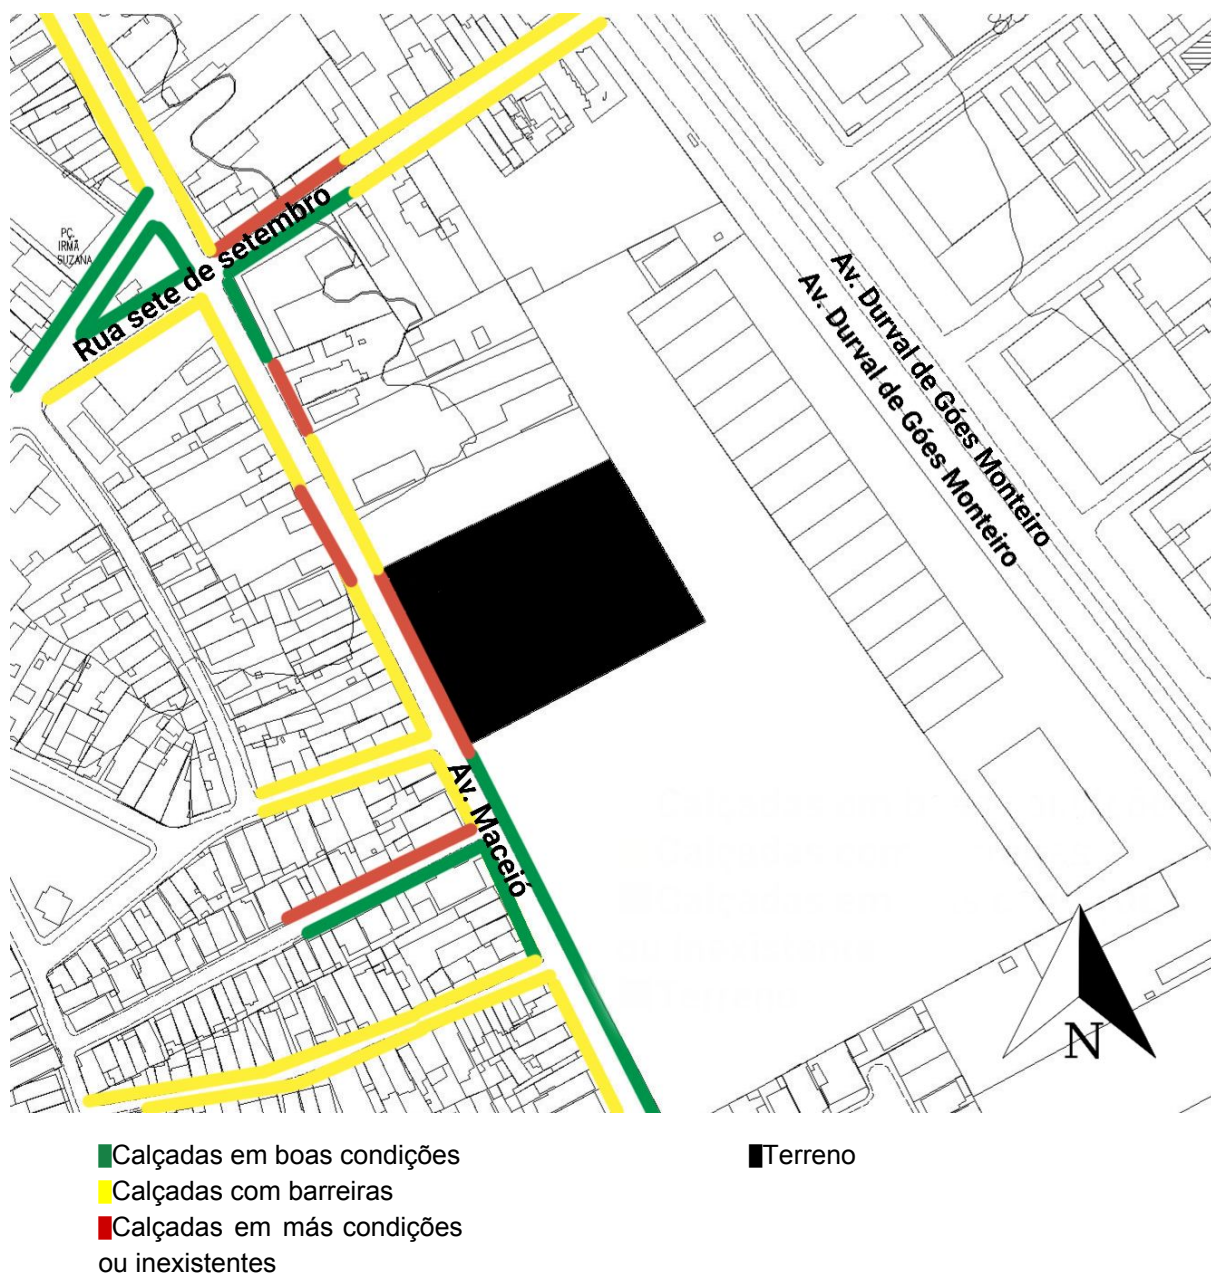 PÇ.
IRMÃ
SUZANA
Rua sete de setembro
Av. Durval de Góes Monteiro
Av. Durval de Góes Monteiro
Av. Maceió
N
Calçadas em boas condições
Calçadas com barreiras
Calçadas em más condições
ou inexistentes
Terreno